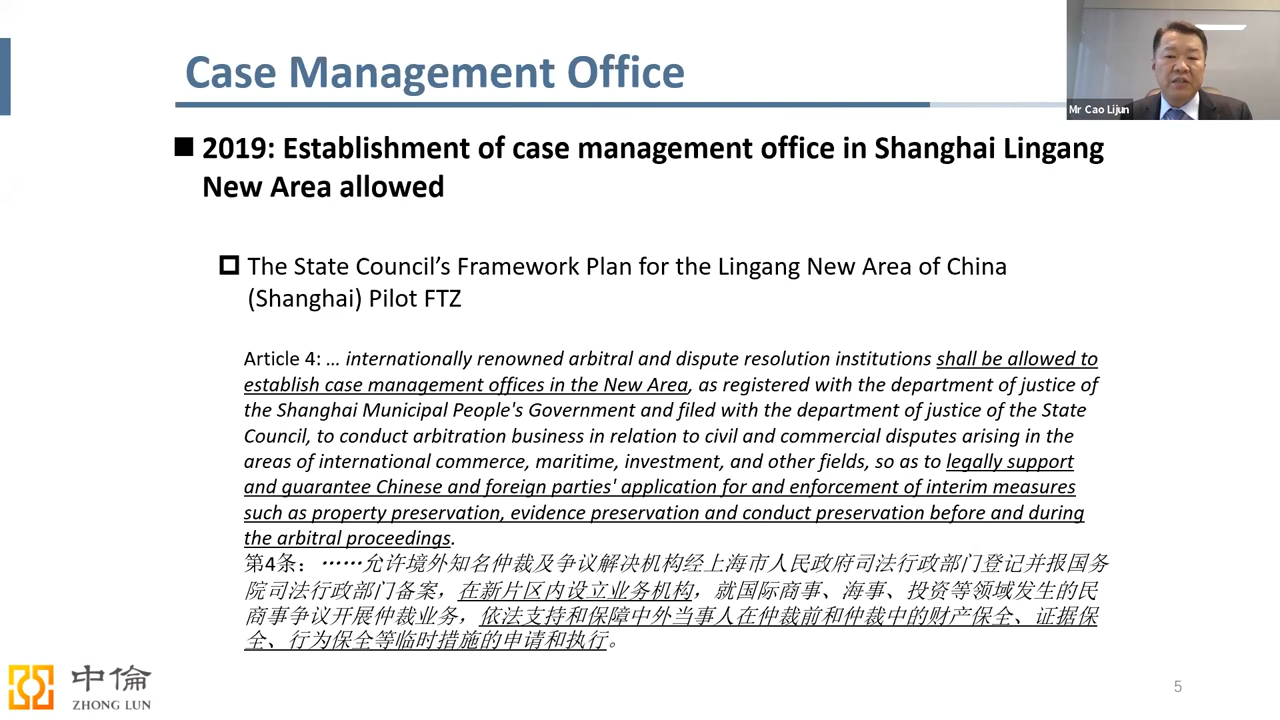 Case Management Office
Mr Cao Lijun
2019: Establishment of case management office in Shanghai Lingang
New Area allowed
The State Council’s Framework Plan for the Lingang New Area of China
(Shanghai) Pilot FTZ
Article 4: … internationally renowned arbitral and dispute resolution institutions shall be allowed to
establish case management offices in the New Area, as registered with the department of justice of
the Shanghai Municipal People's Government and filed with the department of justice of the State
Council, to conduct arbitration business in relation to civil and commercial disputes arising in the
areas of international commerce, maritime, investment, and other fields, so as to legally support
and guarantee Chinese and foreign parties' application for and enforcement of interim measures
such as property preservation, evidence preservation and conduct preservation before and during
the arbitral proceedings.
第4条：……允许境外知名仲裁及争议解决机构经上海市人民政府司法行政部门登记并报国务
院司法行政部门备案，在新片区内设立业务机构，就国际商事、海事、投资等领域发生的民
商事争议开展仲裁业务，依法支持和保障中外当事人在仲裁前和仲裁中的财产保全、证据保
全、行为保全等临时措施的申请和执行。
中倫
ZHONG LUN
5